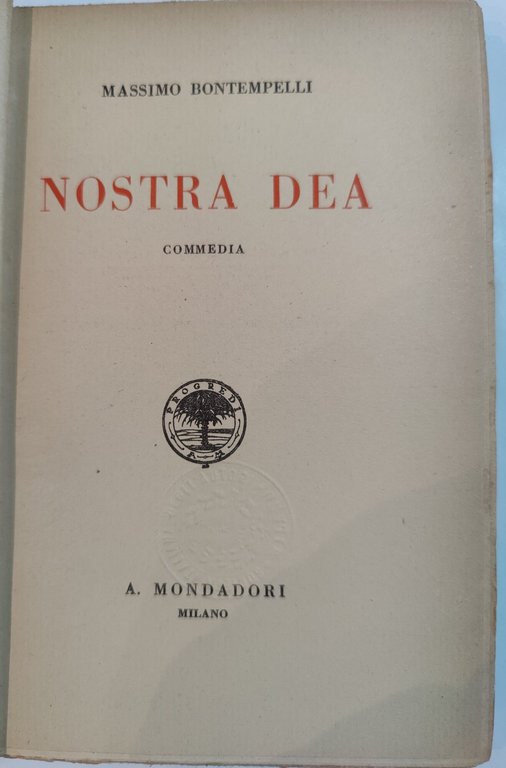 MASSIMO BONTEMPELLI
NOSTRA DEA
COMMEDIA
PROGREDI
A. MONDADORI
MILANO